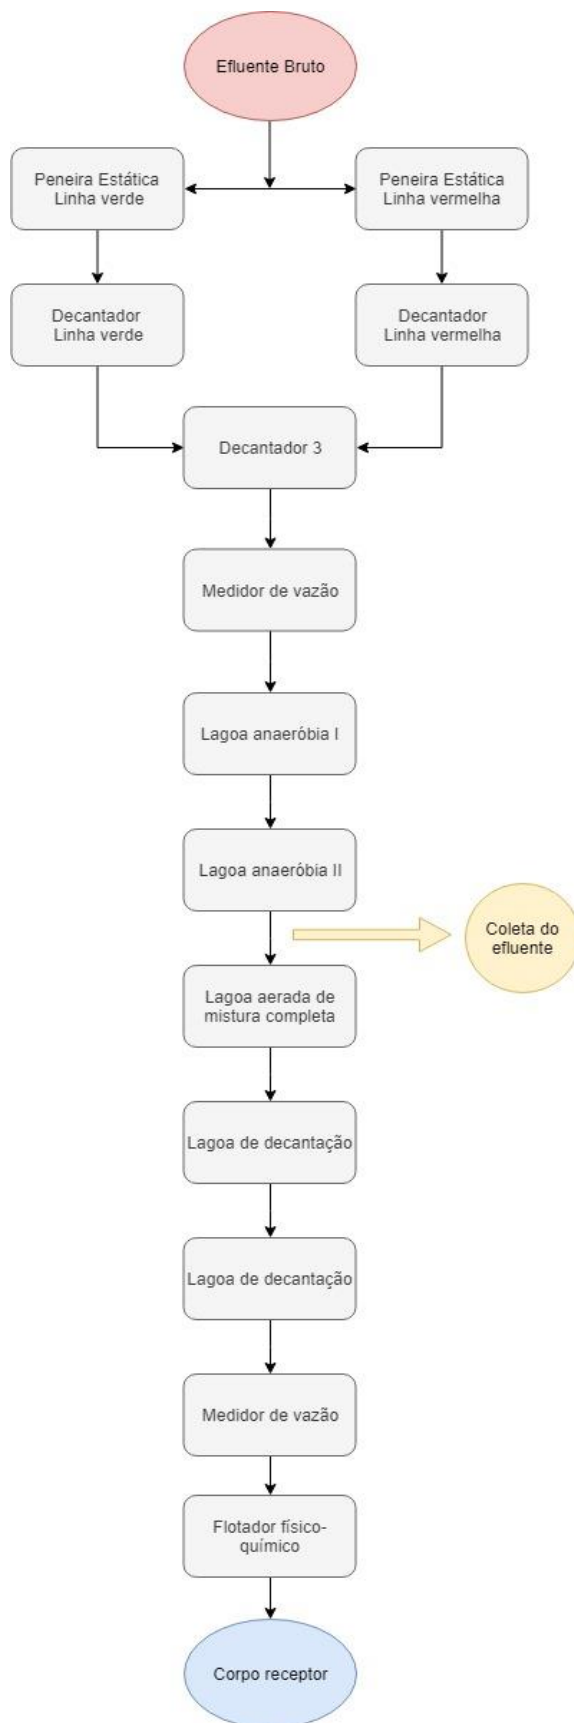 Efluente Bruto
Peneira Estática
Linha verde
Peneira Estática
Linha vermelha
Decantador
Linha verde
Decantador
Linha vermelha
Decantador 3
Medidor de vazão
Lagoa anaeróbia I
Lagoa anaeróbia II
Coleta do
efluente
Lagoa aerada de
mistura completa
Lagoa de decantação
Lagoa de decantação
Medidor de vazão
Flotador físico-
químico
Corpo receptor